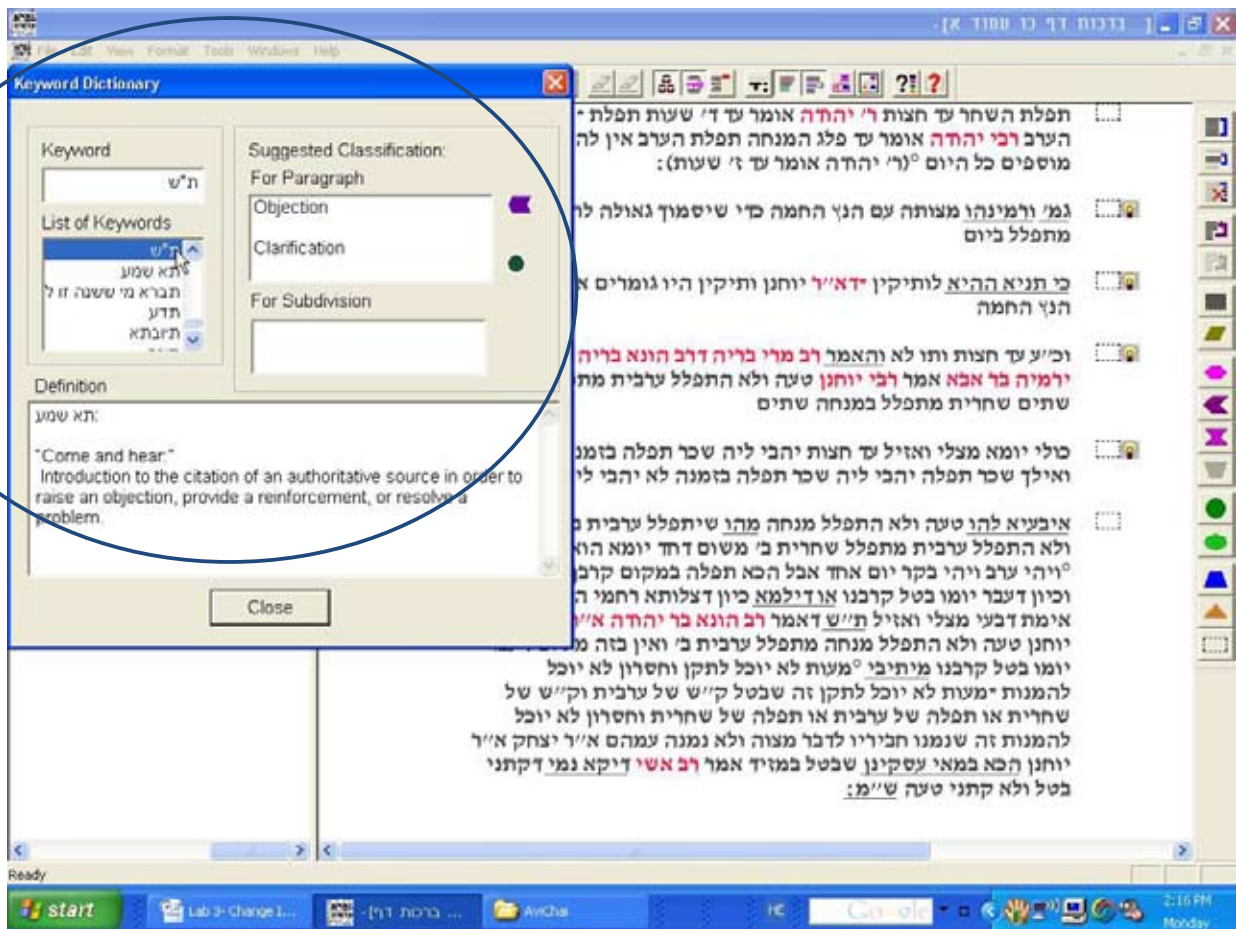 [ ברכות דף כו עמוד א].
File Edit View Format Tools Windows Help
Keyword Dictionary
Keyword
ת"ש
List of Keywords
ת"ש
תא שמע
תברא מי ששנה זו ל
תדע
תיובתא
Suggested Classification:
For Paragraph
Objection
Clarification
For Subdivision
Definition
תא שמע:
"Come and hear:"
Introduction to the citation of an authoritative source in order to
raise an objection, provide a reinforcement, or resolve a
problem.
Close
תפלת השחר עד חצות ר׳ יהודה אומר עד ד׳ שעות תפלת
הערב רבי יהודה אומר עד פלג המנחה תפלת הערב אין לה
מוספים כל היום °(ר׳ יהודה אומר עד ז׳ שעות):
גמ׳ ורמינהו מצותה עם הנץ החמה כדי שיסמוך גאולה
מתפלל ביום
כי תניא ההיא לותיקין *דא״ר יוחנן ותיקין היו גומרים
הנץ החמה
וכ״ע עד חצות ותו לא והאמר רב מרי בריה דרב הונא בריה
ירמיה בר אבא אמר רבי יוחנן טעה ולא התפלל ערבית
שתים שחרית מתפלל במנחה שתים
כולי יומא מצלי ואזיל עד חצות יהבי ליה שכר תפלה
ואילך שכר תפלה יהבי ליה שכר תפלה בזמנה לא יהבי
איבעיא להו טעה ולא התפלל מנחה מהו שיתפלל ערבית
ולא התפלל ערבית מתפלל שחרית ב׳ משום דחד יומא
°ויהי ערב ויהי בקר יום אחד אבל הכא תפלה במקום
וכיון דעבר יומו בטל קרבנו או דילמא כיון דצלותא רחמי
אימת דבעי מצלי ואזיל ת״ש דאמר רב הונא בר יהודה
יוחנן טעה ולא התפלל מנחה מתפלל ערבית ב׳ ואין בזה
יומו בטל קרבנו מיתיבי °מעות לא יוכל לתקן וחסרון לא יוכל
להמנות *מעות לא יוכל לתקן זה שבטל ק״ש של ערבית וק״ש של
שחרית או תפלה של ערבית או תפלה של שחרית וחסרון לא יוכל
להמנות זה שנמנו חביריו לדבר מצוה ולא נמנה עמהם א״ר יצחק א״ר
יוחנן הכא במאי עסקינן שבטל במזיד אמר רב אשי דיקא נמי דקתני
בטל ולא קתני טעה ש״מ:
Ready
start
Lab 3- Change I...
ברכות דף]- ...
AviChai
HE
Google
2:16 PM
Monday